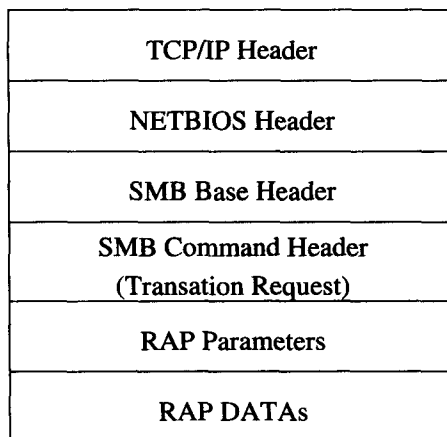 TCP/IP Header
NETBIOS Header
SMB Base Header
SMB Command Header
(Transation Request)
RAP Parameters
RAP DATAs